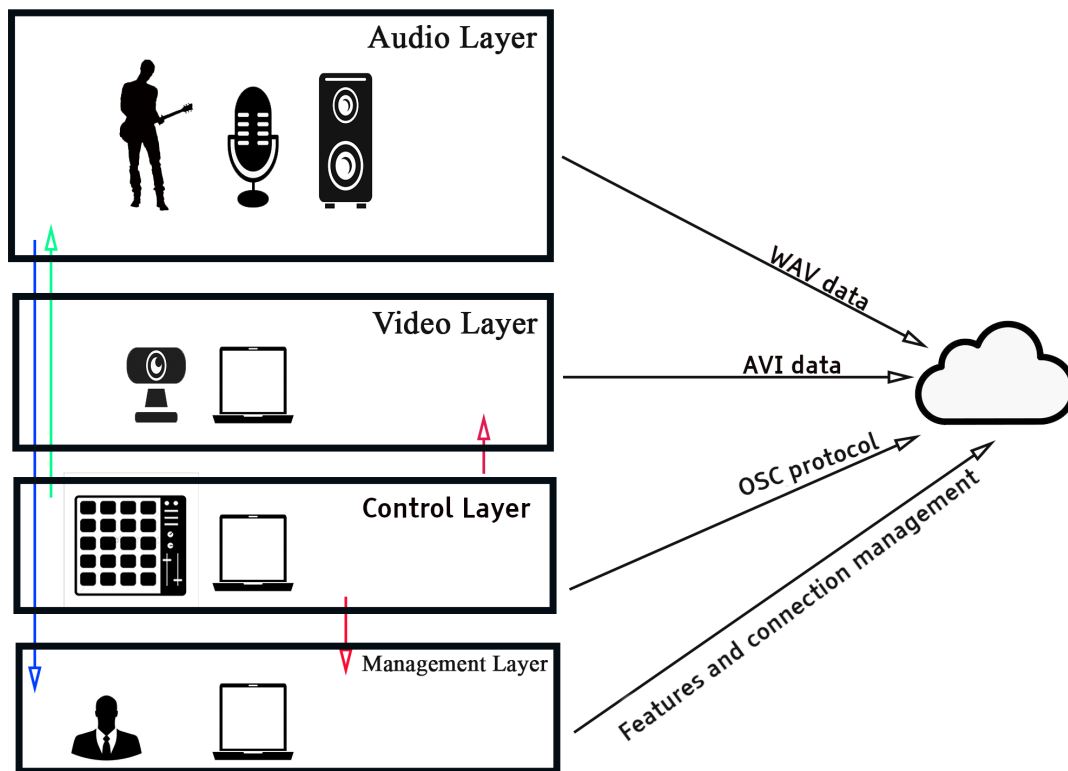 Audio Layer
WAV data
Video Layer
AVI data
Control Layer
OSC protocol
Management Layer
Features and connection management